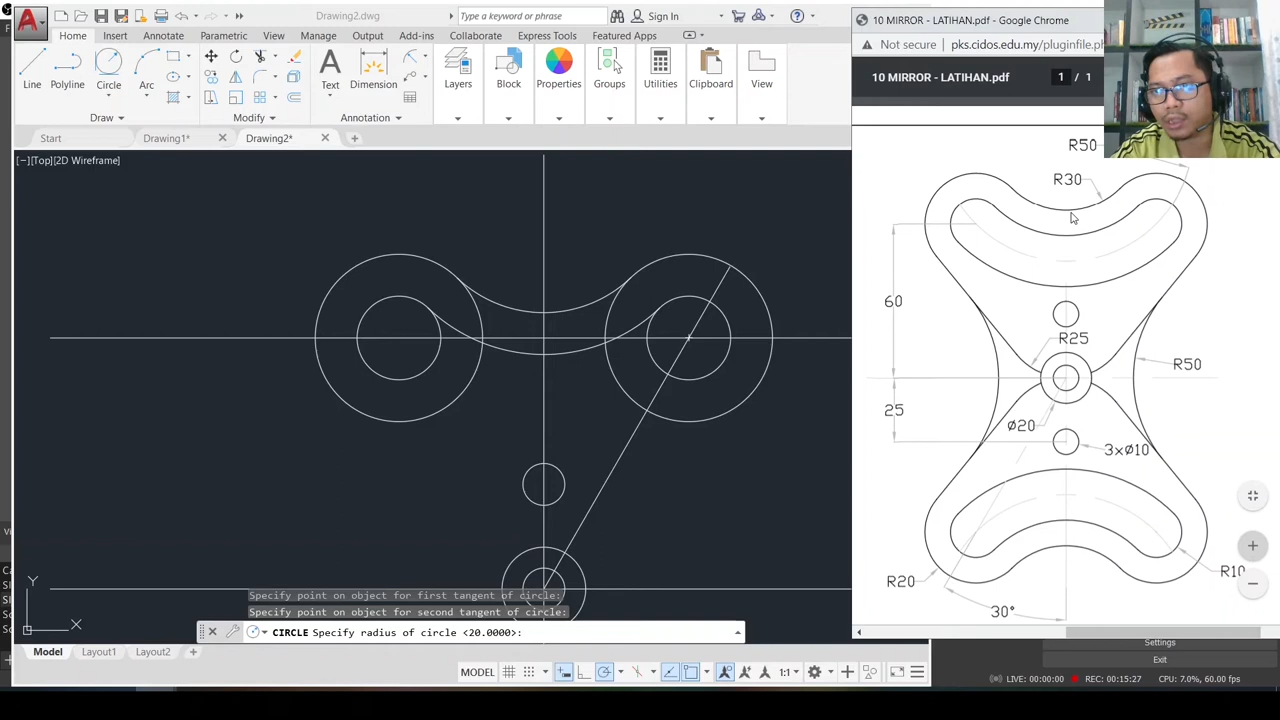 Drawing2.dwg
Type a keyword or phrase
Sign In
Home Insert Annotate Parametric View Manage Output Add-ins Collaborate Express Tools Featured Apps
Line Polyline Circle Arc
Text Dimension
Layers Block Properties Groups Utilities Clipboard View
Draw Modify Annotation
Start Drawing1* Drawing2*
[−][Top][2D Wireframe]
Y
X
Specify point on object for first tangent of circle:
Specify point on object for second tangent of circle:
CIRCLE Specify radius of circle <20.0000>:
Model Layout1 Layout2
MODEL
1:1
10 MIRROR - LATIHAN.pdf - Google Chrome
Not secure pks.cidos.edu.my/pluginfile.ph
10 MIRROR - LATIHAN.pdf 1 / 1
R50
R30
60
R25
R50
25
ø20
3xø10
R20
R10
30°
Settings
Exit
LIVE: 00:00:00 REC: 00:15:27 CPU: 7.0%, 60.00 fps